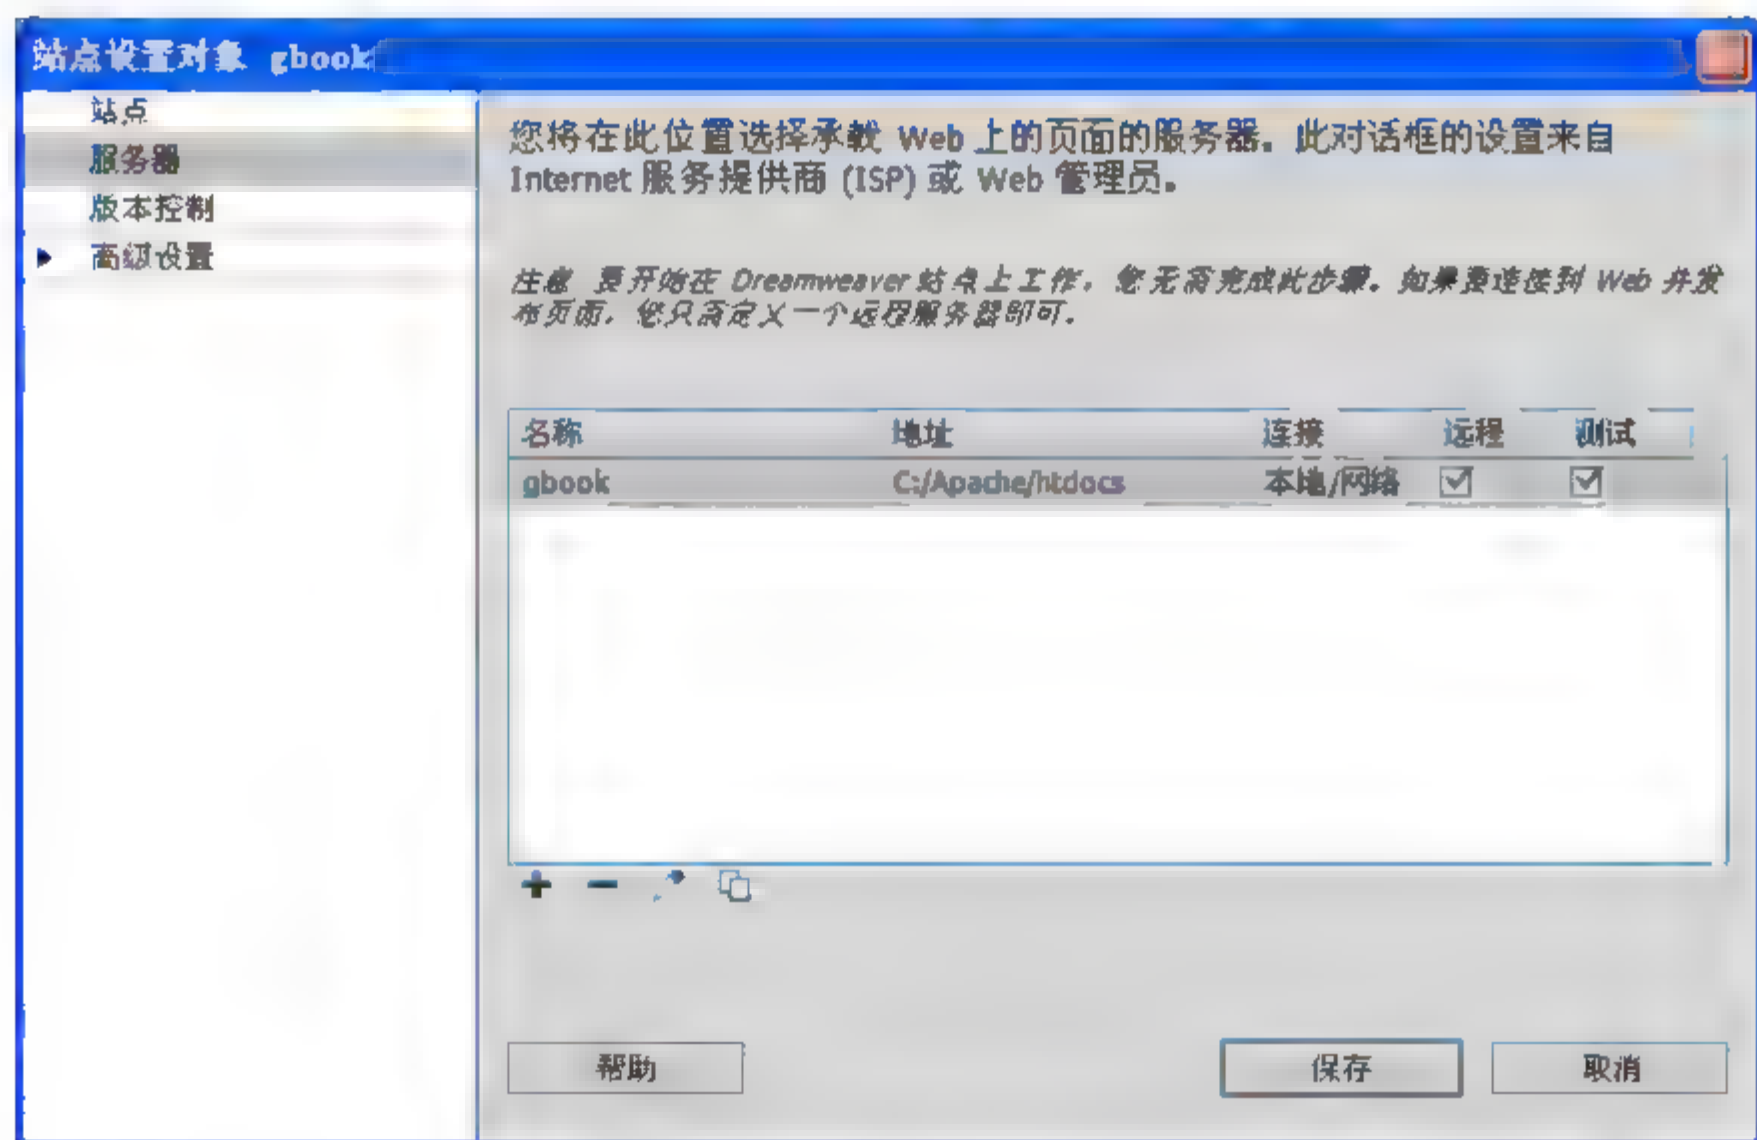 站点设置对象 gbook
站点
服务器
版本控制
高级设置
您将在此位置选择承载 Web 上的页面的服务器。此对话框的设置来自
Internet 服务提供商 (ISP) 或 Web 管理员。
注意 要开始在 Dreamweaver 站点上工作，您无需完成此步骤。如果要连接到 Web 并发
布页面，您只需定义一个远程服务器即可。
名称 地址 连接 远程 测试
gbook C:/Apache/htdocs 本地/网络
帮助 保存 取消